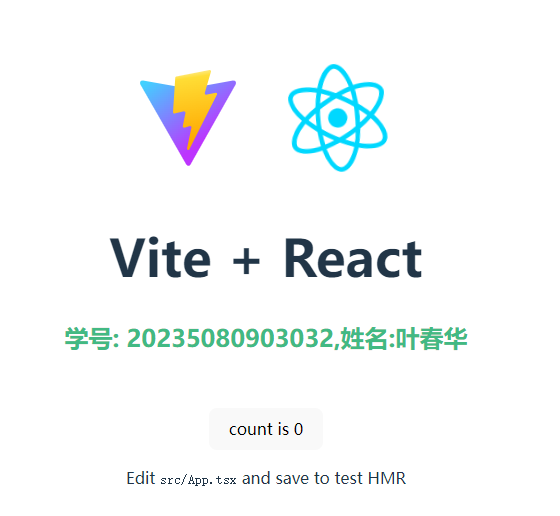 Vite + React
学号: 20235080903032,姓名:叶春华
count is 0
Edit src/App.tsx and save to test HMR